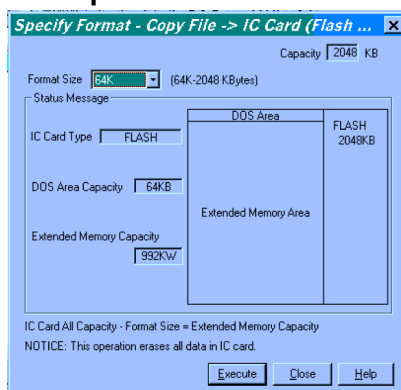 Specify Format - Copy File -> IC Card (Flash ...
Capacity 2048 KB
Format Size 64K (64K-2048 KBytes)
Status Message
DOS Area
FLASH
2048KB
IC Card Type FLASH
DOS Area Capacity 64KB
Extended Memory Area
Extended Memory Capacity
992KW
IC Card All Capacity - Format Size = Extended Memory Capacity
NOTICE: This operation erases all data in IC card.
Execute Close Help